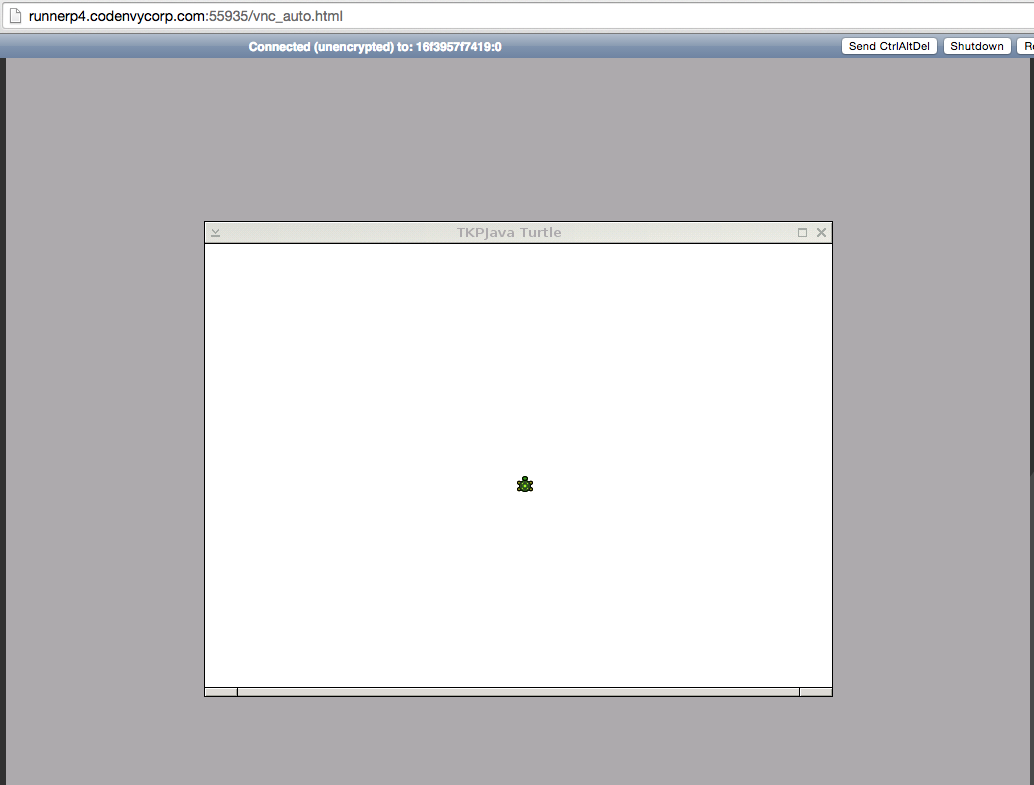 runnerp4.codenvycorp.com:55935/vnc_auto.html
Connected (unencrypted) to: 16f3957f7419:0
Send CtrlAltDel
Shutdown
TKPJava Turtle